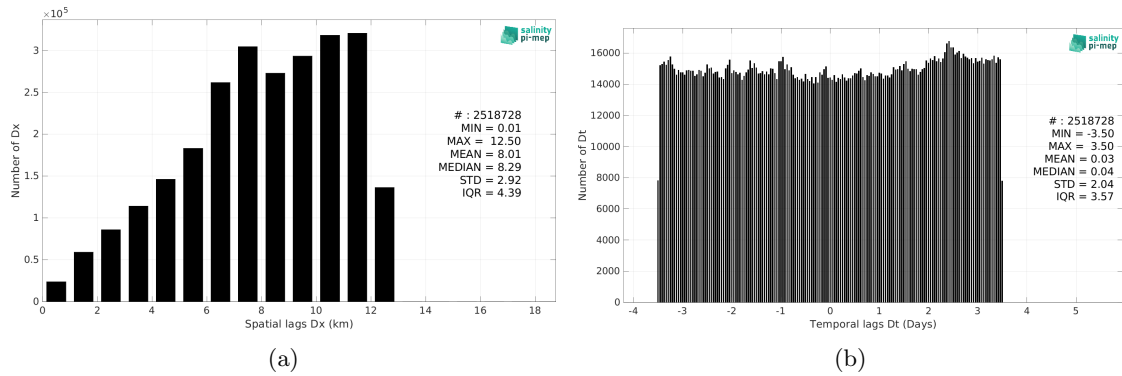 ×10^5
salinity
pi-mep
3
2.5
2
1.5
1
0.5
0
Number of Dx
# : 2518728
MIN = 0.01
MAX = 12.50
MEAN = 8.01
MEDIAN = 8.29
STD = 2.92
IQR = 4.39
0 2 4 6 8 10 12 14 16 18
Spatial lags Dx (km)
(a)
salinity
pi-mep
16000
14000
12000
10000
8000
6000
4000
2000
0
Number of Dt
# : 2518728
MIN = -3.50
MAX = 3.50
MEAN = 0.03
MEDIAN = 0.04
STD = 2.04
IQR = 3.57
-4 -3 -2 -1 0 1 2 3 4 5
Temporal lags Dt (Days)
(b)